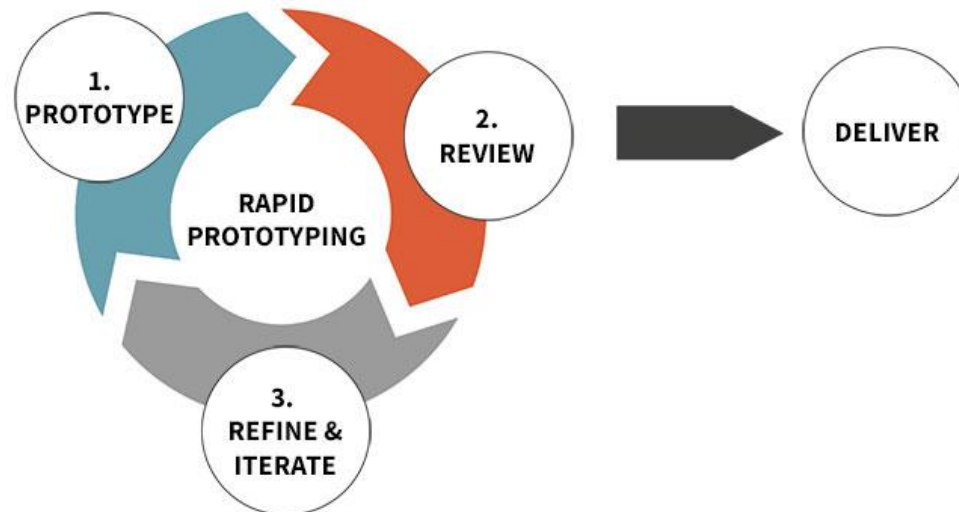 1.
PROTOTYPE
2.
REVIEW
DELIVER
RAPID
PROTOTYPING
3.
REFINE &
ITERATE